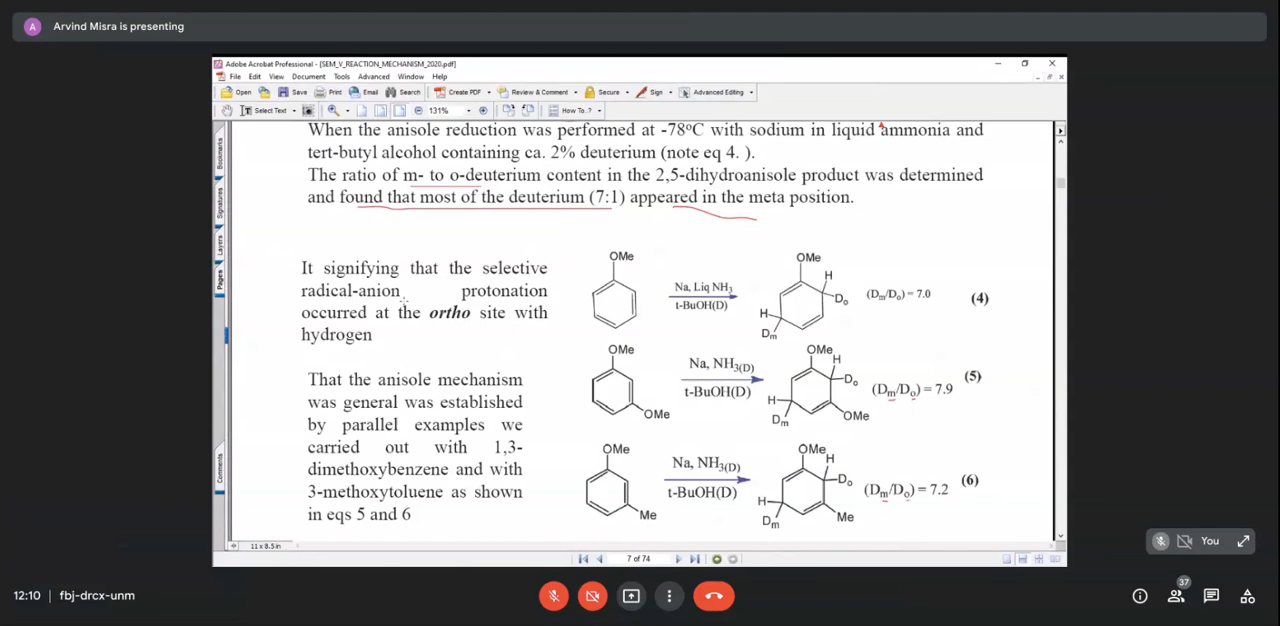 A Arvind Misra is presenting
Adobe Acrobat Professional - [SEM_V_REACTION_MECHANISM_2020.pdf]
File Edit View Document Tools Advanced Window Help
Open Save Print Email Search Create PDF Review & Comment Secure Sign Advanced Editing
Select Text 131% How To..?
Bookmarks
Signatures
Layers
Pages
Comments
When the anisole reduction was performed at -78ºC with sodium in liquid ammonia and
tert-butyl alcohol containing ca. 2% deuterium (note eq 4. ).
The ratio of m- to o-deuterium content in the 2,5-dihydroanisole product was determined
and found that most of the deuterium (7:1) appeared in the meta position.
It signifying that the selective
radical-anion protonation
occurred at the ortho site with
hydrogen
OMe
Na, Liq NH3
t-BuOH(D)
OMe
H
Do
H
Dm
(Dm/Do) = 7.0
(4)
That the anisole mechanism
was general was established
by parallel examples we
carried out with 1,3-
dimethoxybenzene and with
3-methoxytoluene as shown
in eqs 5 and 6
OMe
OMe
Na, NH3(D)
t-BuOH(D)
OMe
H
Do
H
Dm
OMe
(Dm/Do) = 7.9
(5)
OMe
Me
Na, NH3(D)
t-BuOH(D)
OMe
H
Do
H
Dm
Me
(Dm/Do) = 7.2
(6)
11 x 8.5 in
7 of 74
You
12:10 | fbj-drcx-unm
37